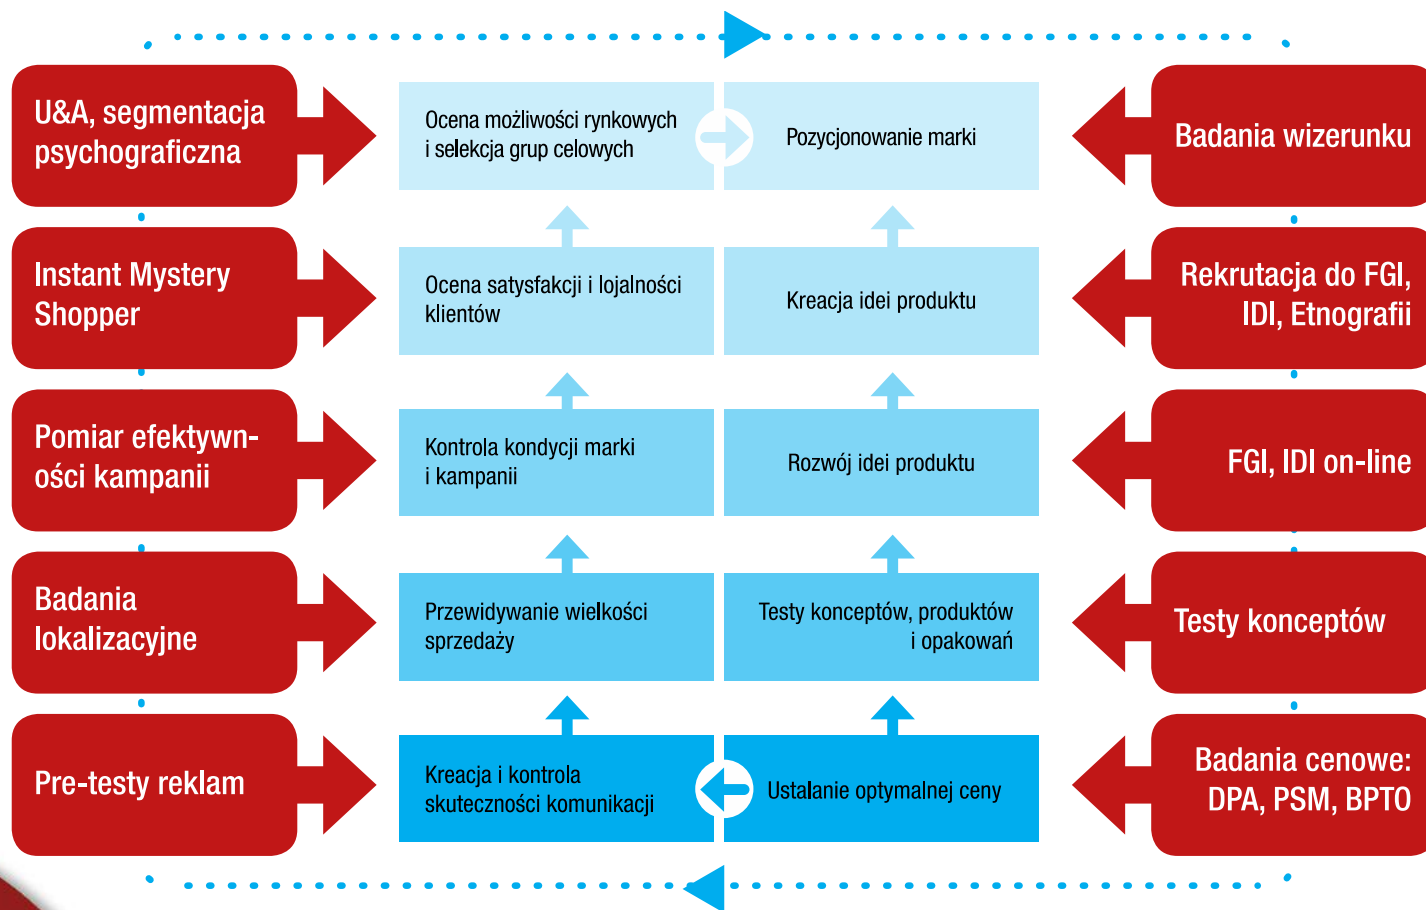 U&A, segmentacja
psychograficzna
Ocena możliwości rynkowych
i selekcja grup celowych
Pozycjonowanie marki
Badania wizerunku
Instant Mystery
Shopper
Ocena satysfakcji i lojalności
klientów
Kreacja idei produktu
Rekrutacja do FGI,
IDI, Etnografii
Pomiar efektywn-
ości kampanii
Kontrola kondycji marki
i kampanii
Rozwój idei produktu
FGI, IDI on-line
Badania
lokalizacyjne
Przewidywanie wielkości
sprzedaży
Testy konceptów, produktów
i opakowań
Testy konceptów
Pre-testy reklam
Kreacja i kontrola
skuteczności komunikacji
Ustalanie optymalnej ceny
Badania cenowe:
DPA, PSM, BPTO